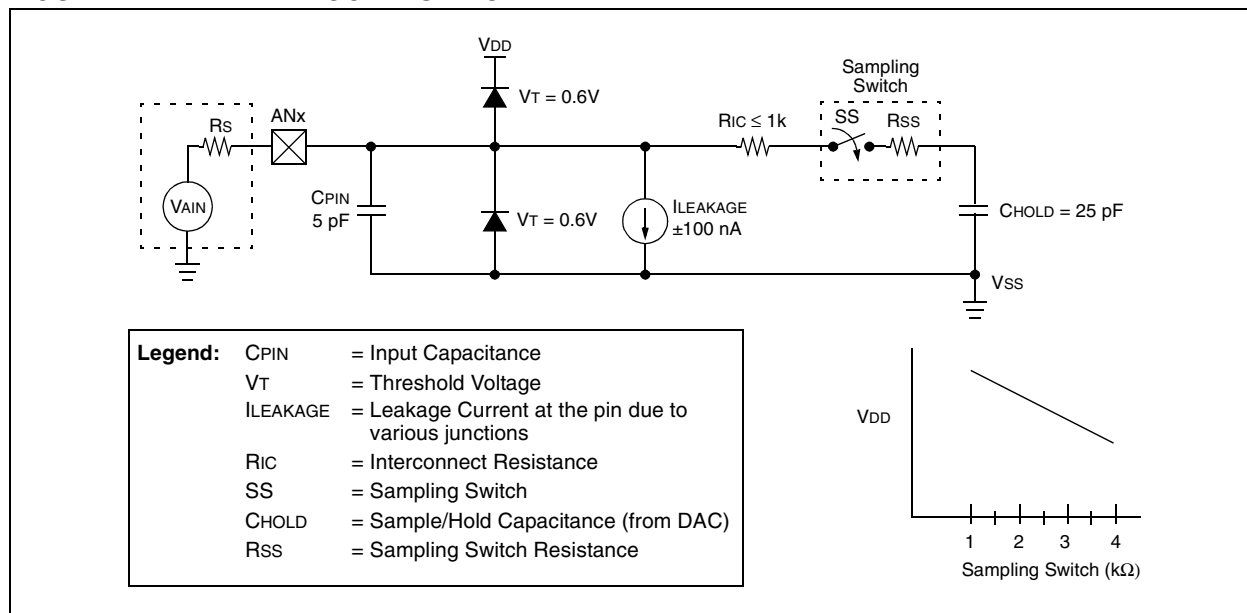 VDD
Sampling
Switch
VT = 0.6V
RS
ANx
RIC ≤ 1k
SS
RSS
VAIN
CPIN
5 pF
VT = 0.6V
ILEAKAGE
±100 nA
CHOLD = 25 pF
VSS
Legend: CPIN = Input Capacitance
VT = Threshold Voltage
ILEAKAGE = Leakage Current at the pin due to
various junctions
RIC = Interconnect Resistance
SS = Sampling Switch
CHOLD = Sample/Hold Capacitance (from DAC)
RSS = Sampling Switch Resistance
VDD
1 2 3 4
Sampling Switch (kΩ)